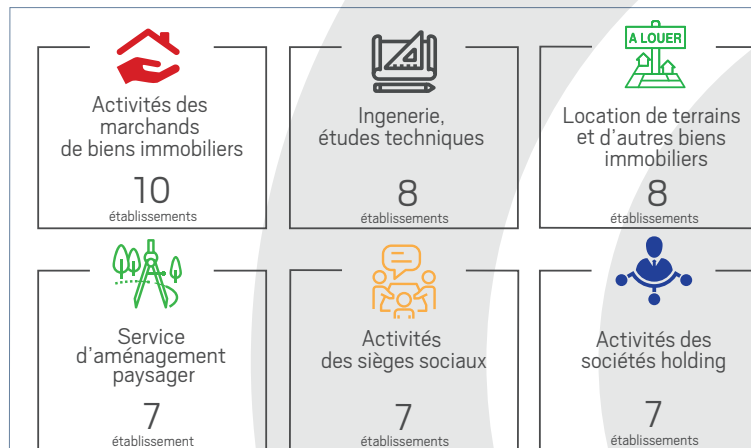 Activités des
marchands
de biens immobiliers
10
établissements
Ingenerie,
études techniques
8
établissements
A LOUER
Location de terrains
et d'autres biens
immobiliers
8
établissements
Service
d'aménagement
paysager
7
établissement
Activités
des sièges sociaux
7
établissements
Activités des
sociétés holding
7
établissements